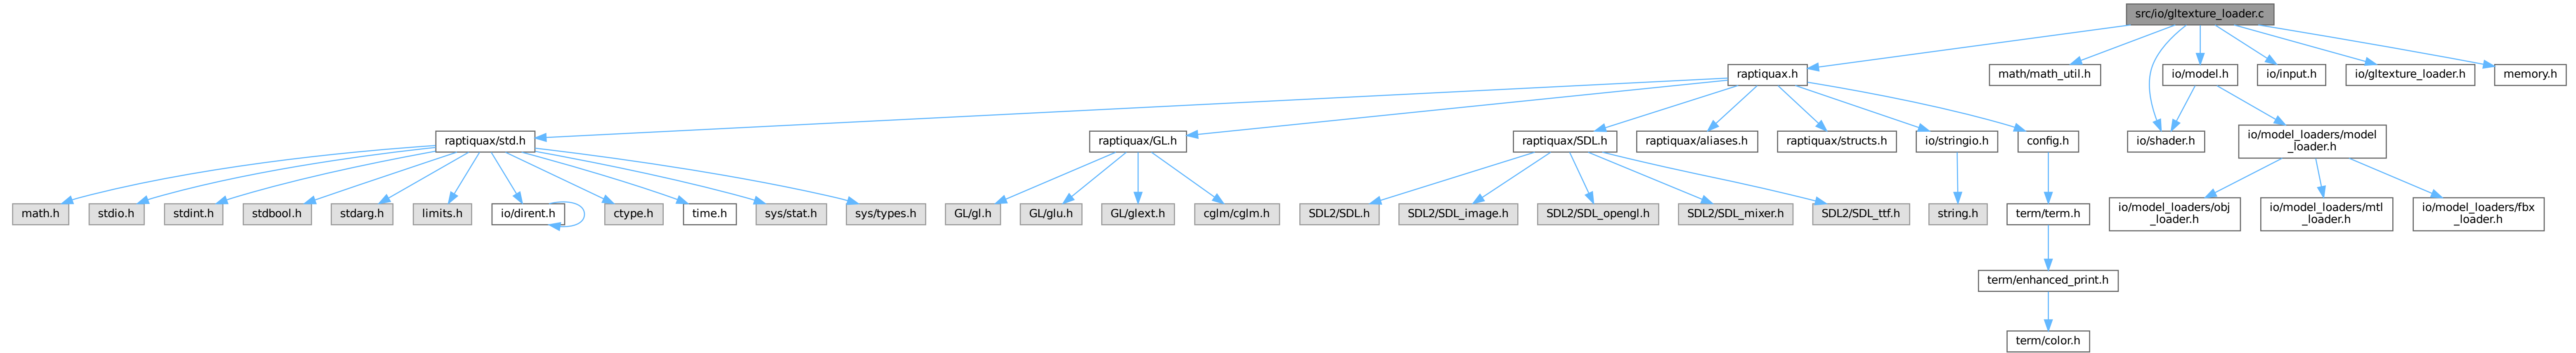 src/io/gltexture_loader.c
raptiquax.h
math/math_util.h
io/model.h
io/input.h
io/gltexture_loader.h
memory.h
raptiquax/std.h
raptiquax/GL.h
raptiquax/SDL.h
raptiquax/aliases.h
raptiquax/structs.h
io/stringio.h
config.h
io/shader.h
io/model_loaders/model
_loader.h
math.h
stdio.h
stdint.h
stdbool.h
stdarg.h
limits.h
io/dirent.h
ctype.h
time.h
sys/stat.h
sys/types.h
GL/gl.h
GL/glu.h
GL/glext.h
cglm/cglm.h
SDL2/SDL.h
SDL2/SDL_image.h
SDL2/SDL_opengl.h
SDL2/SDL_mixer.h
SDL2/SDL_ttf.h
string.h
term/term.h
io/model_loaders/obj
_loader.h
io/model_loaders/mtl
_loader.h
io/model_loaders/fbx
_loader.h
term/enhanced_print.h
term/color.h